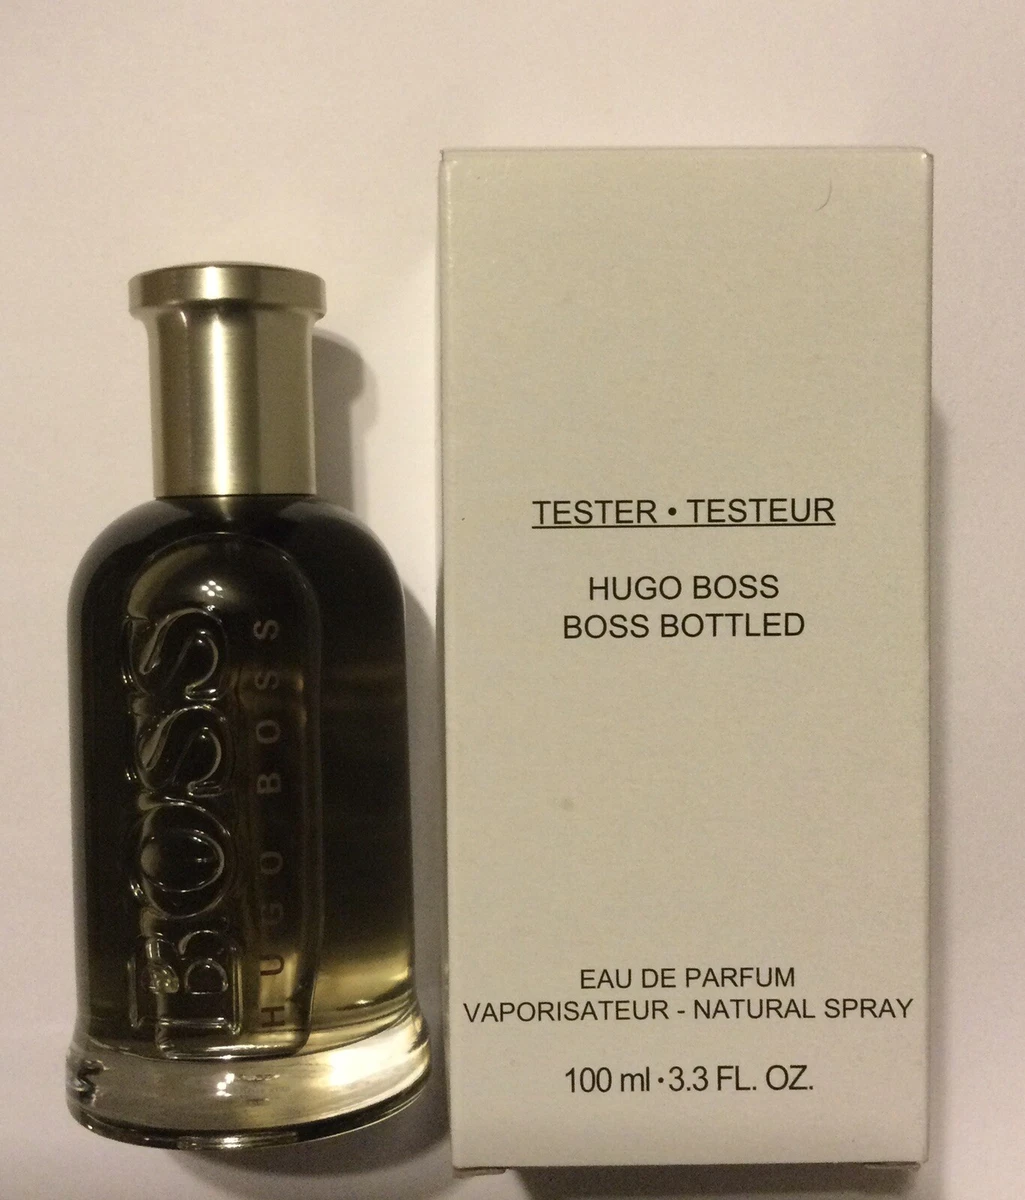 BOSS
HUGO BOSS
TESTER • TESTEUR
HUGO BOSS
BOSS BOTTLED
EAU DE PARFUM
VAPORISATEUR - NATURAL SPRAY
100 ml • 3.3 FL. OZ.